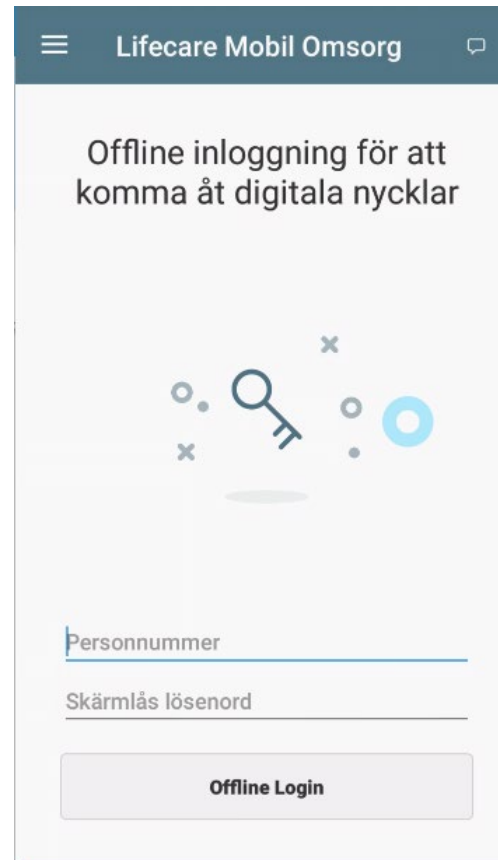 Lifecare Mobil Omsorg
Offline inloggning för att
komma åt digitala nycklar
Personnummer
Skärmlås lösenord
Offline Login